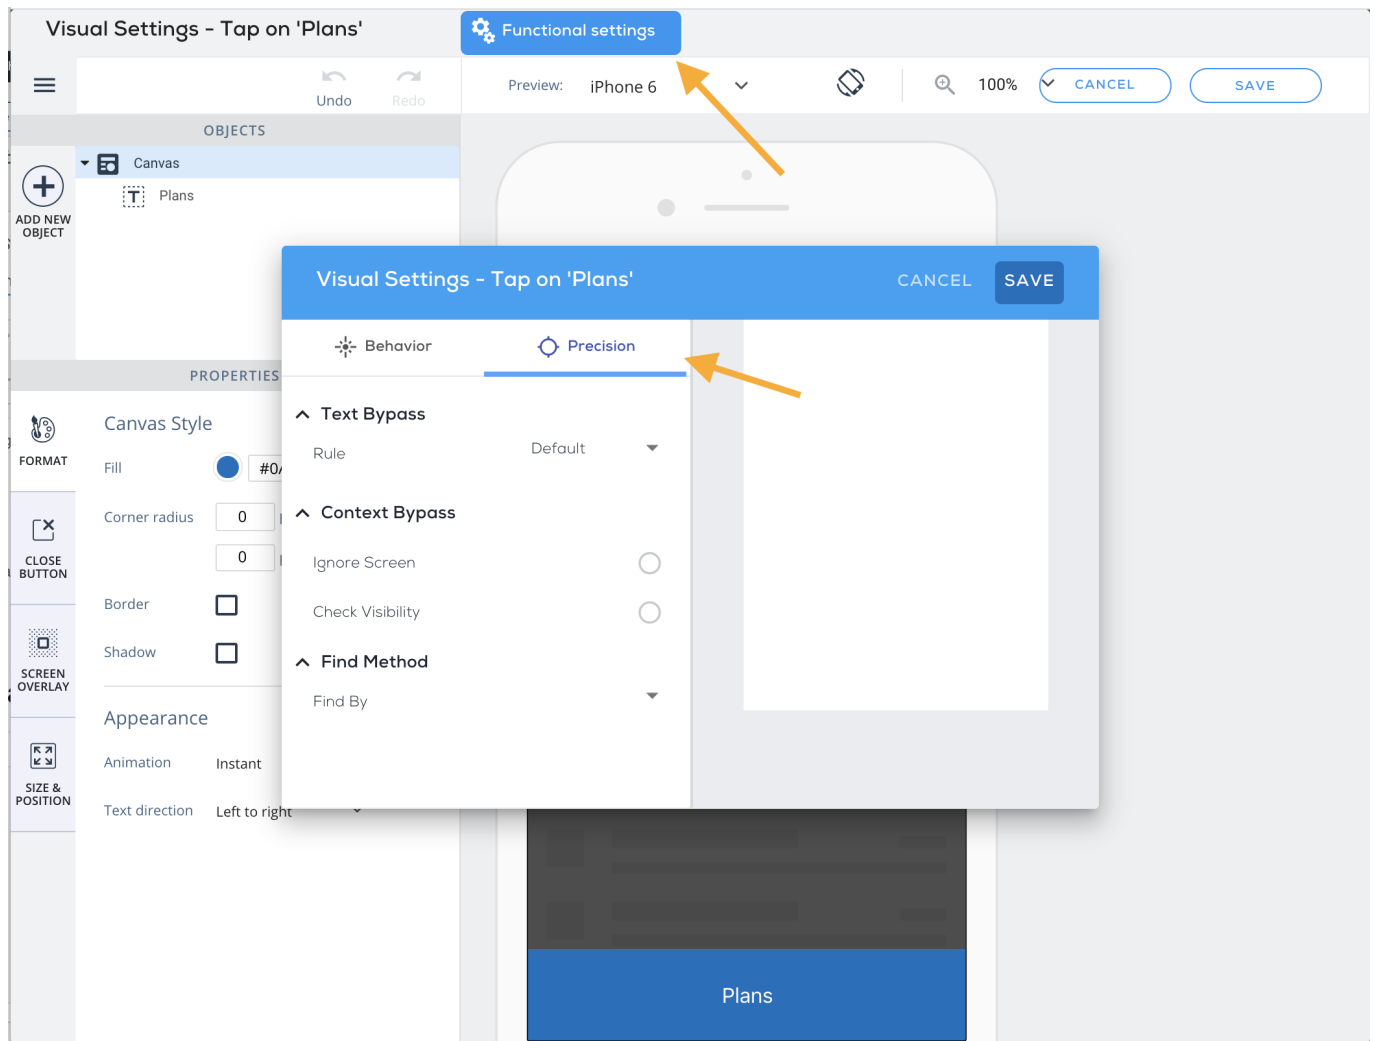 Visual Settings - Tap on 'Plans'
Functional settings
Undo
Redo
Preview: iPhone 6
100%
CANCEL
SAVE
OBJECTS
Canvas
Plans
ADD NEW
OBJECT
Visual Settings - Tap on 'Plans'
CANCEL
SAVE
Behavior
Precision
Text Bypass
Rule
Default
Context Bypass
Ignore Screen
Check Visibility
Find Method
Find By
PROPERTIES
FORMAT
CLOSE
BUTTON
SCREEN
OVERLAY
SIZE &
POSITION
Canvas Style
Fill
#0
Corner radius
0
0
Border
Shadow
Appearance
Animation
Instant
Text direction
Left to right
Plans